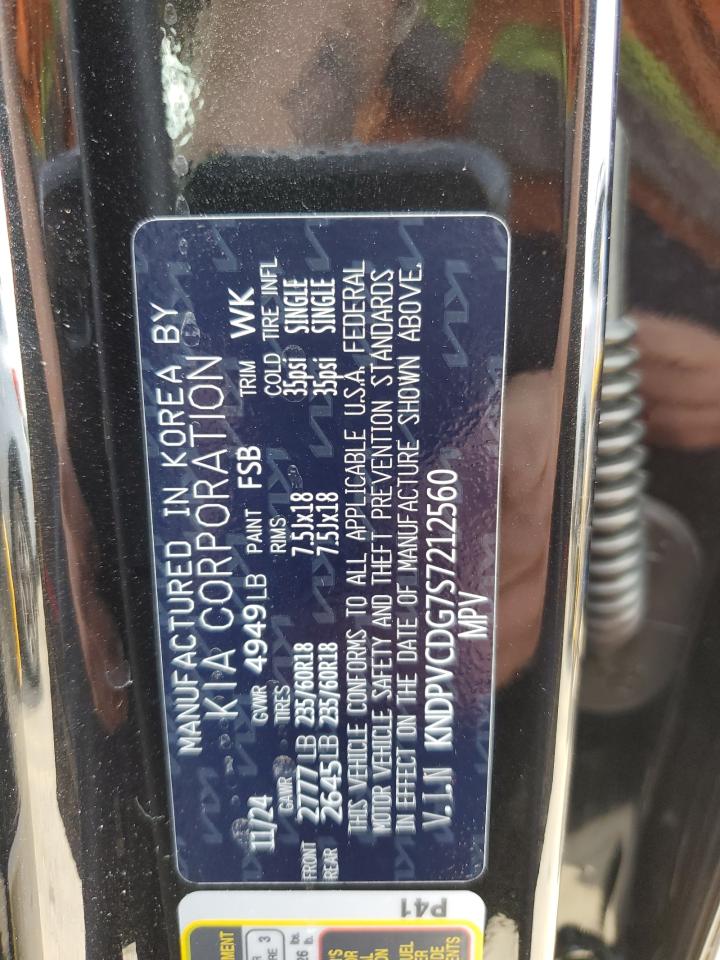 MANUFACTURED IN KOREA BY
KIA CORPORATION
11/24 GVWR 4949LB PAINT FSB TRIM WK
GAWR TIRES RIMS COLD TIRE INFL
FRONT 2777LB 235/60R18 7.5Jx18 35psi SINGLE
REAR 2645LB 235/60R18 7.5Jx18 35psi SINGLE
THIS VEHICLE CONFORMS TO ALL APPLICABLE U.S.A. FEDERAL
MOTOR VEHICLE SAFETY AND THEFT PREVENTION STANDARDS
IN EFFECT ON THE DATE OF MANUFACTURE SHOWN ABOVE.
V.I.N KNDPVCDG7S7212560
MPV
P41